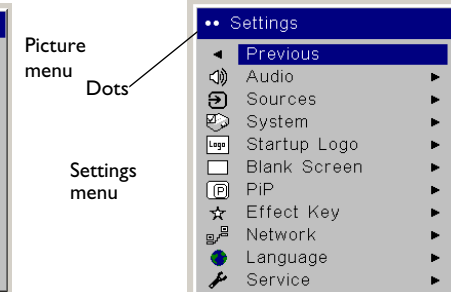 Picture
menu
Dots
Settings
menu
•• Settings
Previous
Audio
Sources
System
Logo Startup Logo
Blank Screen
P PiP
Effect Key
Network
Language
Service